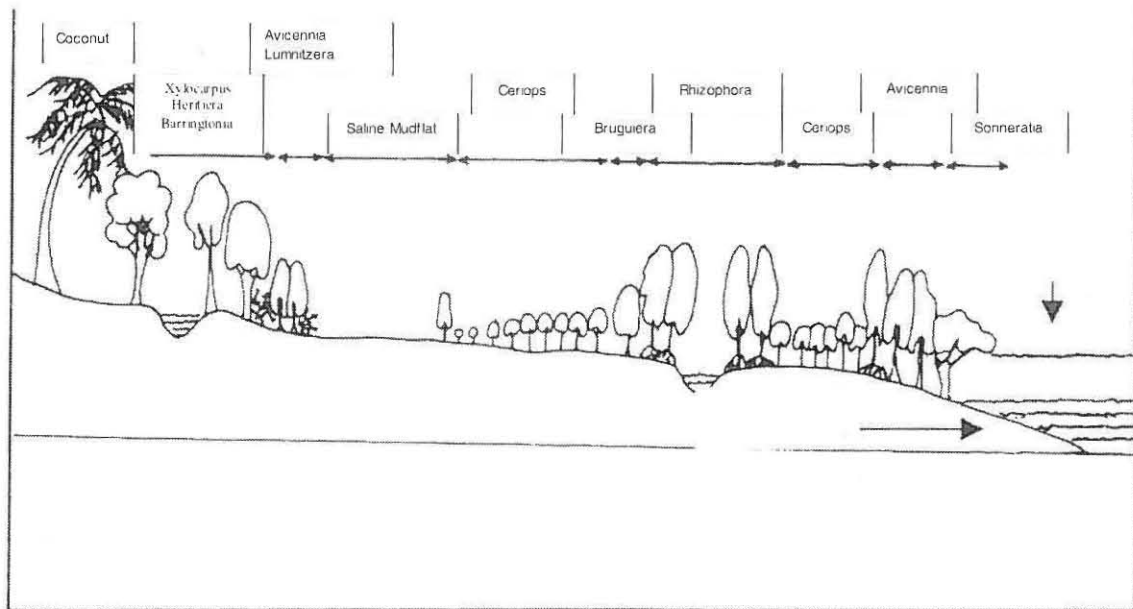 Coconut
Avicennia
Lumnitzera
Xylocarpus
Heritiera
Barringtonia
Saline Mudflat
Ceriops
Bruguiera
Rhizophora
Ceriops
Avicennia
Sonneratia